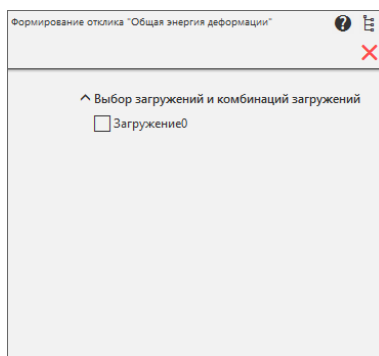 Формирование отклика "Общая энергия деформации"
Выбор загружений и комбинаций загружений
Загружение0